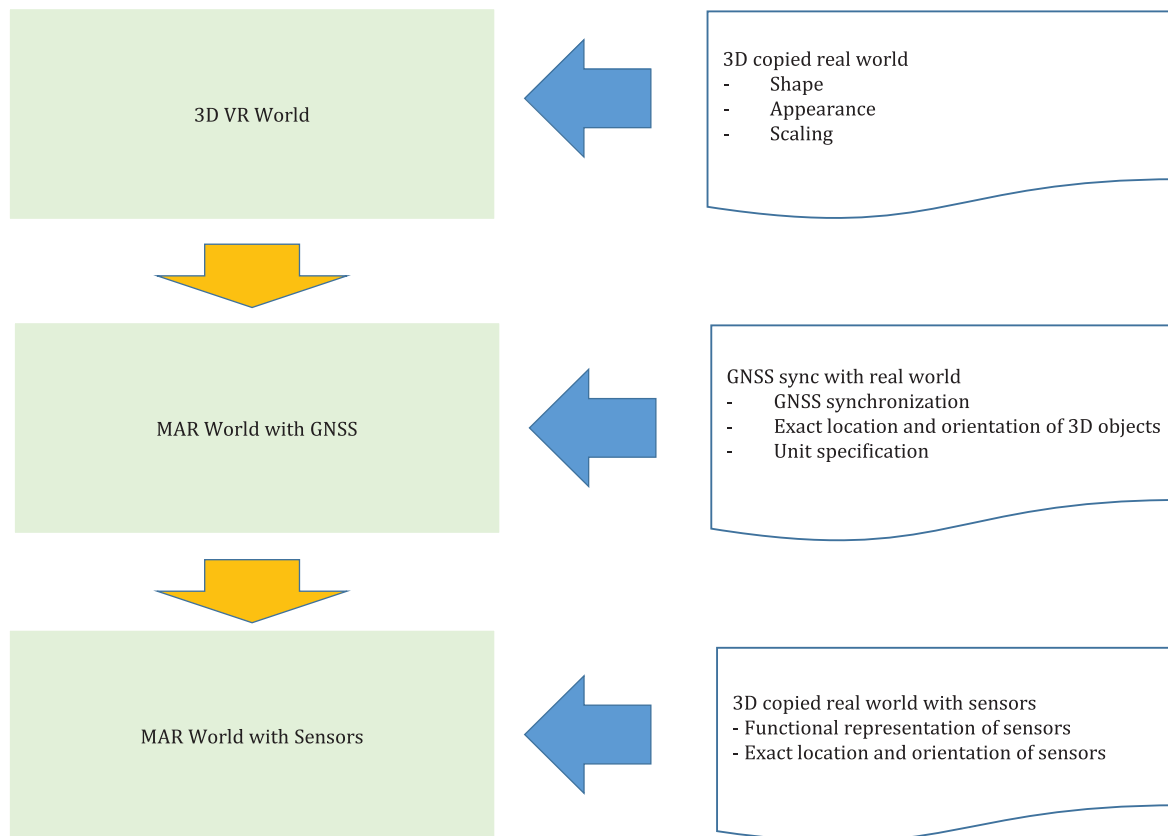 3D VR World
3D copied real world
- Shape
- Appearance
- Scaling
MAR World with GNSS
GNSS sync with real world
- GNSS synchronization
- Exact location and orientation of 3D objects
- Unit specification
MAR World with Sensors
3D copied real world with sensors
- Functional representation of sensors
- Exact location and orientation of sensors